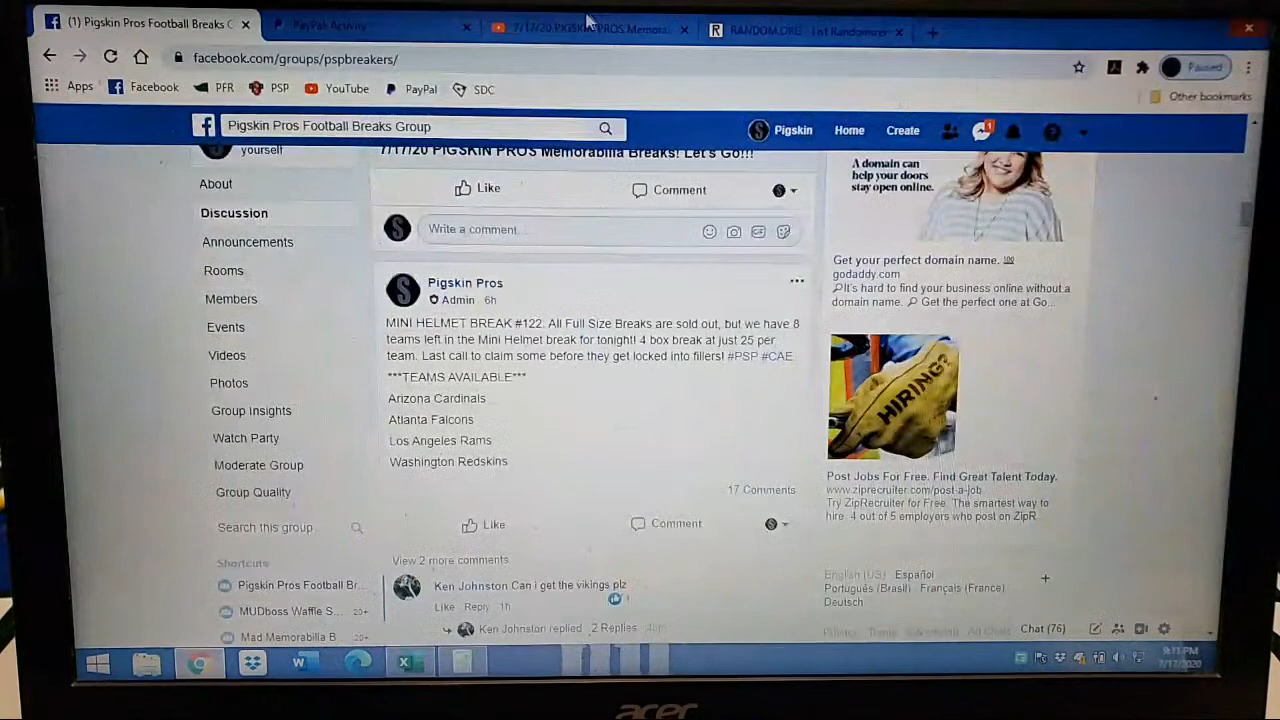 (1) Pigskin Pros Football Breaks G
PayPal Activity
7/17/20 PIGSKIN PROS Memora
RANDOM.ORG - List Randomizer
facebook.com/groups/pspbreakers/
Paused
Apps
Facebook
PFR
PSP
YouTube
PayPal
SDC
Other bookmarks
Pigskin Pros Football Breaks Group
Pigskin
Home
Create
1
yourself
About
Discussion
Announcements
Rooms
Members
Events
Videos
Photos
Group Insights
Watch Party
Moderate Group
Group Quality
Search this group
Shortcuts
Pigskin Pros Football Br...
MUDboss Waffle S... 20+
Mad Memorabilia B... 20+
7/17/20 PIGSKIN PROS Memorabilia Breaks! Let's Go!!!
Like
Comment
Write a comment...
GIF
Pigskin Pros
Admin · 6h
MINI HELMET BREAK #122: All Full Size Breaks are sold out, but we have 8
teams left in the Mini Helmet break for tonight! 4 box break at just 25 per
team. Last call to claim some before they get locked into fillers! #PSP #CAE
***TEAMS AVAILABLE***
Arizona Cardinals
Atlanta Falcons
Los Angeles Rams
Washington Redskins
17 Comments
Like
Comment
View 2 more comments
Ken Johnston Can i get the vikings plz
1
Like · Reply · 1h
Ken Johnston replied · 2 Replies
A domain can
help your doors
stay open online.
Get your perfect domain name. 💯
godaddy.com
🔎It's hard to find your business online without a
domain name. 🔎 Get the perfect one at Go...
HIRING?
Post Jobs For Free. Find Great Talent Today.
www.ziprecruiter.com/post-a-job
Try ZipRecruiter for Free. The smartest way to
hire. 4 out of 5 employers who post on ZipR
English (US) · Español
Português (Brasil) · Français (France)
Deutsch
Chat (76)
9:11 PM
7/17/2020
acer